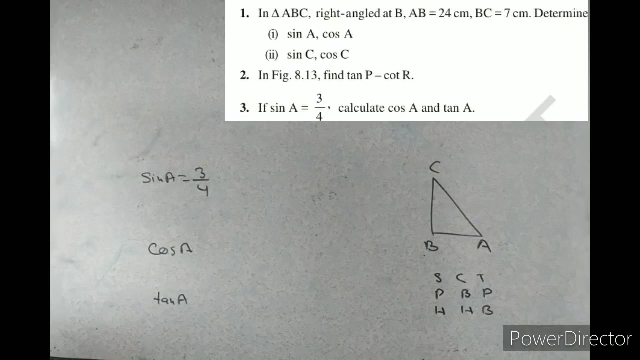 1. In Δ ABC, right-angled at B, AB = 24 cm, BC = 7 cm. Determine
(i) sin A, cos A
(ii) sin C, cos C
2. In Fig. 8.13, find tan P – cot R.
3. If sin A = 3/4, calculate cos A and tan A.
SinA = 3/4
CosA
tanA
C
B A
S C T
P B P
H H B
PowerDirector